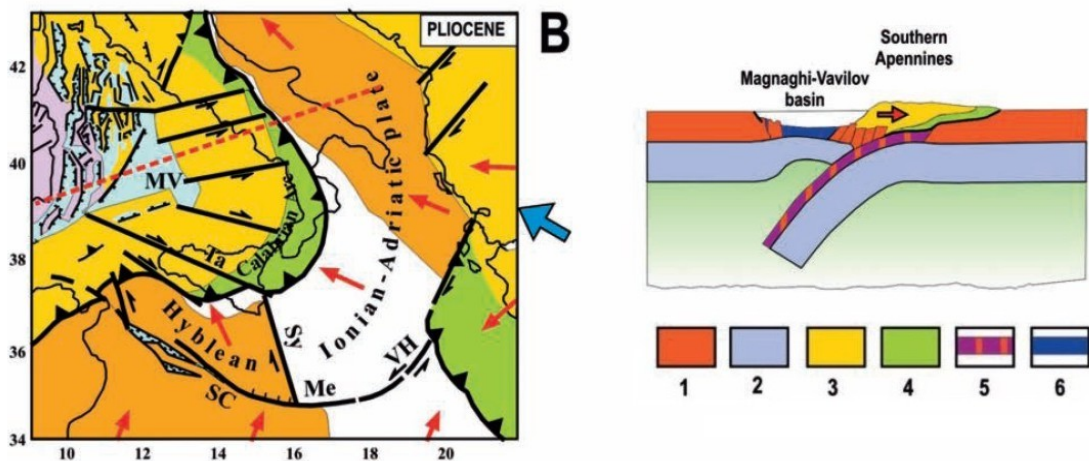 PLIOCENE
B
42
40
38
36
34
10
12
14
16
18
20
MV
Ta
Calabrian Arc
Ionian-Adriatic plate
Hyblean
Sy
SC
Me
VH
Southern
Apennines
Magnaghi-Vavilov
basin
1
2
3
4
5
6